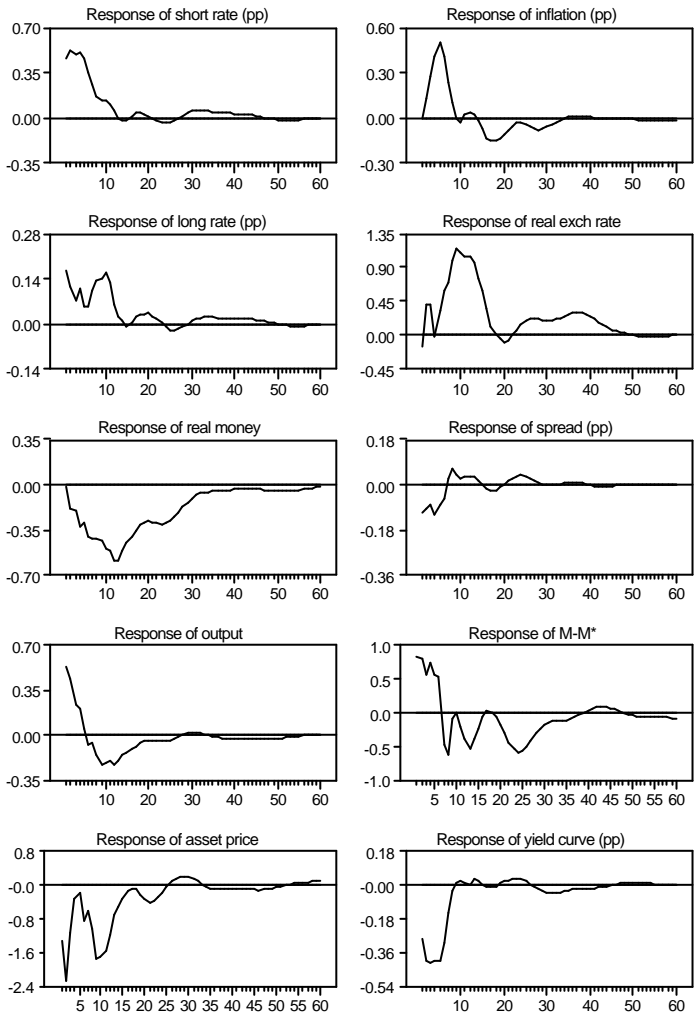 Response of short rate (pp)
0.70
0.35
0.00
-0.35
10 20 30 40 50 60
Response of inflation (pp)
0.60
0.30
0.00
-0.30
10 20 30 40 50 60
Response of long rate (pp)
0.28
0.14
0.00
-0.14
10 20 30 40 50 60
Response of real exch rate
1.35
0.90
0.45
0.00
-0.45
10 20 30 40 50 60
Response of real money
0.35
0.00
-0.35
-0.70
10 20 30 40 50 60
Response of spread (pp)
0.18
0.00
-0.18
-0.36
10 20 30 40 50 60
Response of output
0.70
0.35
0.00
-0.35
10 20 30 40 50 60
Response of M-M*
1.0
0.5
0.0
-0.5
-1.0
5 10 15 20 25 30 35 40 45 50 55 60
Response of asset price
0.8
-0.0
-0.8
-1.6
-2.4
5 10 15 20 25 30 35 40 45 50 55 60
Response of yield curve (pp)
0.18
-0.00
-0.18
-0.36
-0.54
10 20 30 40 50 60